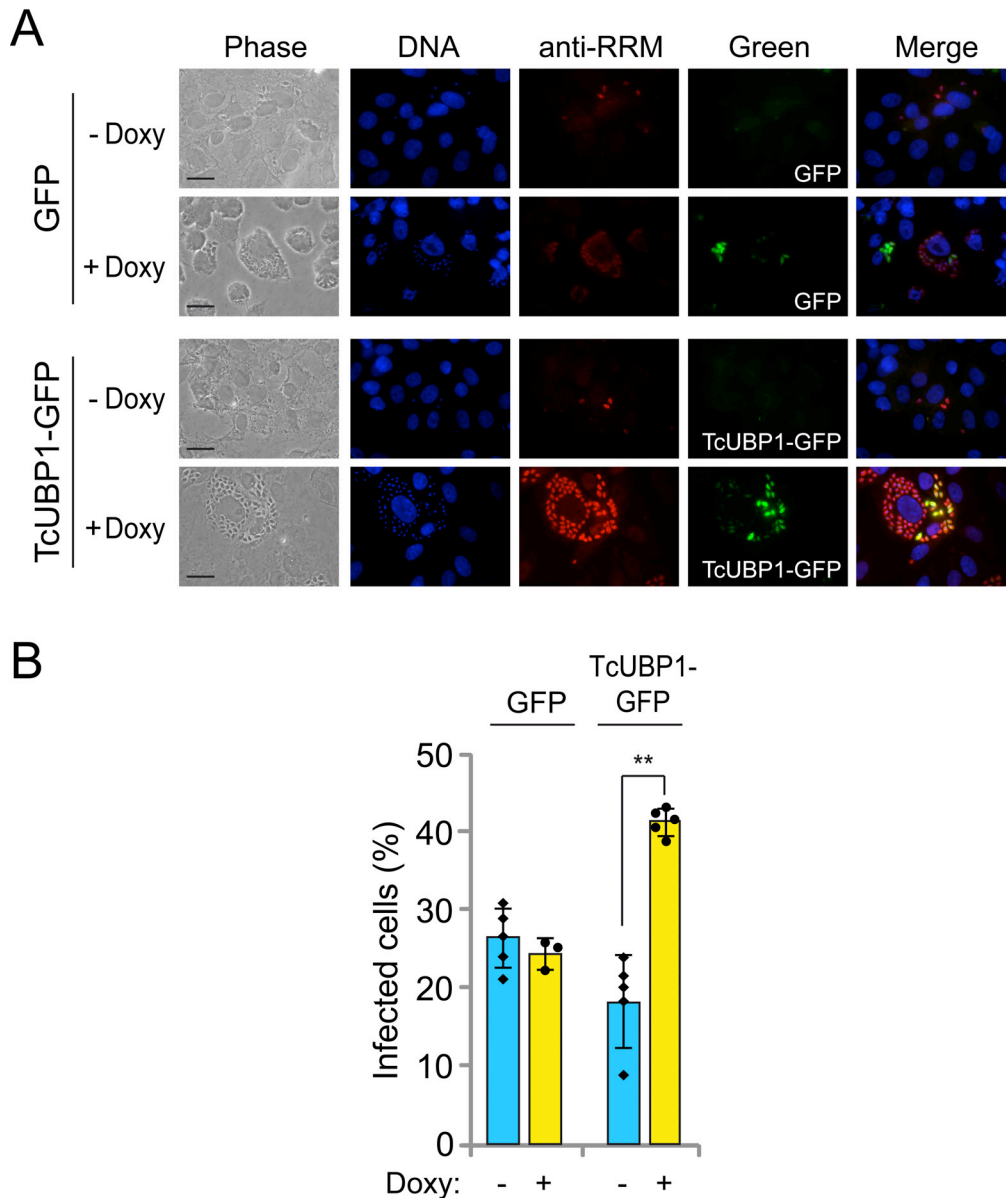 A
Phase DNA anti-RRM Green Merge
GFP
- Doxy
GFP
+ Doxy
GFP
TcUBP1-GFP
- Doxy
TcUBP1-GFP
+ Doxy
TcUBP1-GFP
B
GFP
TcUBP1-
GFP
Infected cells (%)
50
40
30
20
10
0
**
Doxy: - + - +